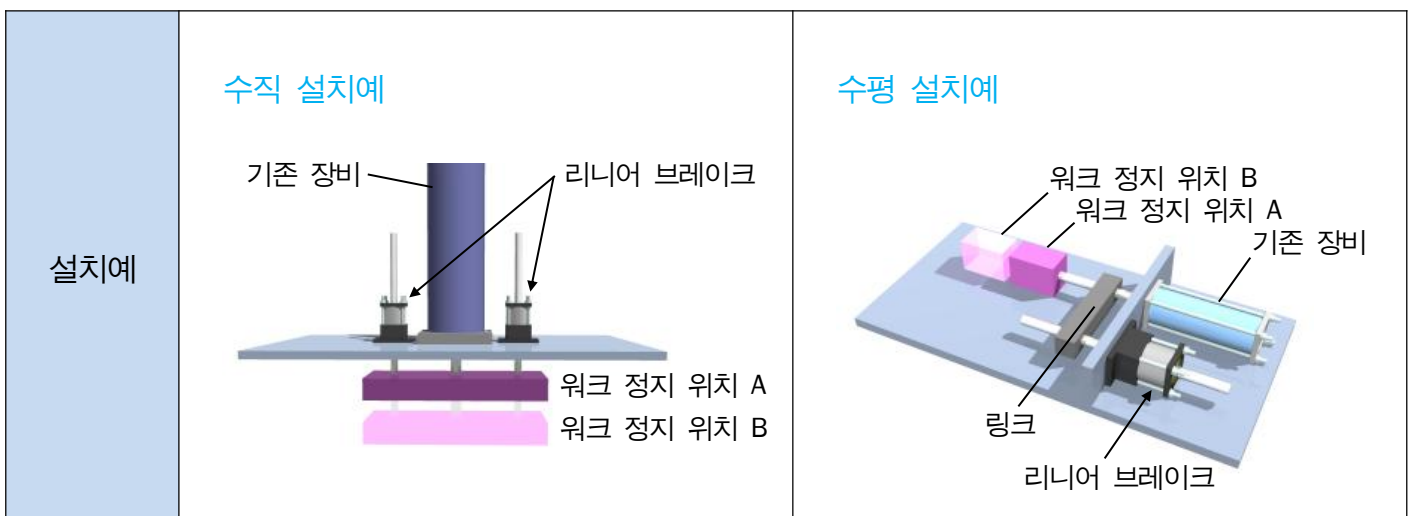 설치예
수직 설치예
기존 장비
리니어 브레이크
워크 정지 위치 A
워크 정지 위치 B
수평 설치예
워크 정지 위치 B
워크 정지 위치 A
기존 장비
링크
리니어 브레이크